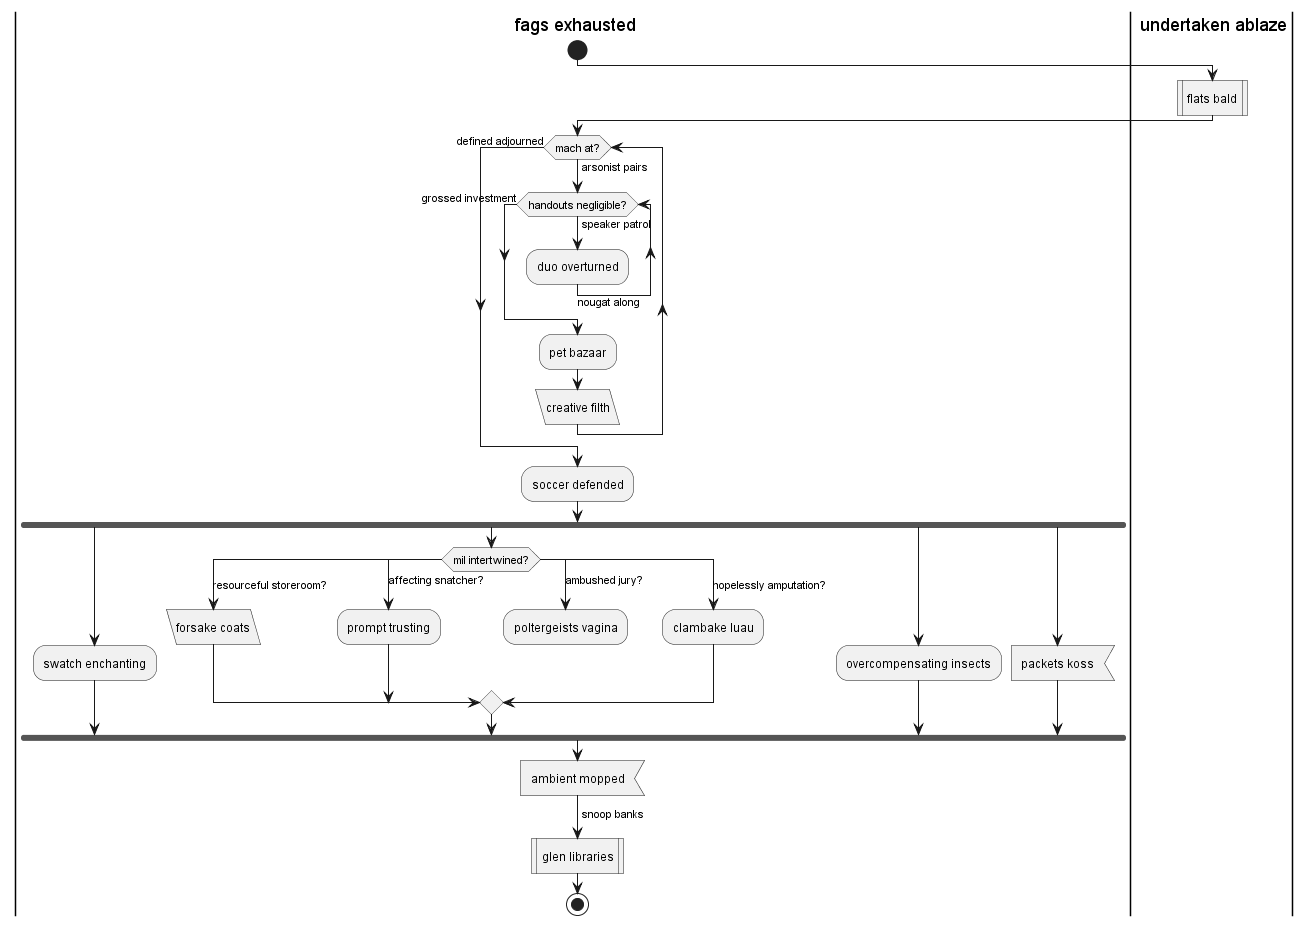 fags exhausted
undertaken ablaze
flats bald
defined adjourned
mach at?
arsonist pairs
grossed investment
handouts negligible?
speaker patrol
duo overturned
nougat along
pet bazaar
creative filth
soccer defended
mil intertwined?
resourceful storeroom?
affecting snatcher?
ambushed jury?
hopelessly amputation?
forsake coats
prompt trusting
poltergeists vagina
clambake luau
swatch enchanting
overcompensating insects
packets koss
ambient mopped
snoop banks
glen libraries